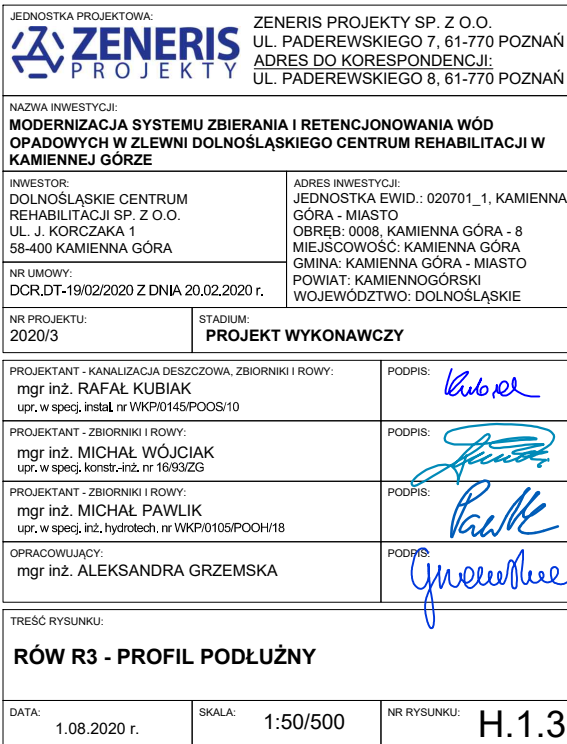 JEDNOSTKA PROJEKTOWA:
ZENERIS
PROJEKTY
ZENERIS PROJEKTY SP. Z O.O.
UL. PADEREWSKIEGO 7, 61-770 POZNAŃ
ADRES DO KORESPONDENCJI:
UL. PADEREWSKIEGO 8, 61-770 POZNAŃ
NAZWA INWESTYCJI:
MODERNIZACJA SYSTEMU ZBIERANIA I RETENCJONOWANIA WÓD
OPADOWYCH W ZLEWNI DOLNOŚLĄSKIEGO CENTRUM REHABILITACJI W
KAMIENNEJ GÓRZE
INWESTOR:
DOLNOŚLĄSKIE CENTRUM
REHABILITACJI SP. Z O.O.
UL. J. KORCZAKA 1
58-400 KAMIENNA GÓRA
NR UMOWY:
DCR.DT-19/02/2020 Z DNIA 20.02.2020 r.
ADRES INWESTYCJI:
JEDNOSTKA EWID.: 020701_1, KAMIENNA
GÓRA - MIASTO
OBRĘB: 0008, KAMIENNA GÓRA - 8
MIEJSCOWOŚĆ: KAMIENNA GÓRA
GMINA: KAMIENNA GÓRA - MIASTO
POWIAT: KAMIENNOGÓRSKI
WOJEWÓDZTWO: DOLNOŚLĄSKIE
NR PROJEKTU:
2020/3
STADIUM:
PROJEKT WYKONAWCZY
PROJEKTANT - KANALIZACJA DESZCZOWA, ZBIORNIKI I ROWY:
mgr inż. RAFAŁ KUBIAK
upr. w specj. instal. nr WKP/0145/POOS/10
PODPIS:
PROJEKTANT - ZBIORNIKI I ROWY:
mgr inż. MICHAŁ WÓJCIAK
upr. w specj. konstr.-inż. nr 16/93/ZG
PODPIS:
PROJEKTANT - ZBIORNIKI I ROWY:
mgr inż. MICHAŁ PAWLIK
upr. w specj. inż. hydrotech. nr WKP/0105/POOH/18
PODPIS:
OPRACOWUJĄCY:
mgr inż. ALEKSANDRA GRZEMSKA
PODPIS:
TREŚĆ RYSUNKU:
RÓW R3 - PROFIL PODŁUŻNY
DATA:
1.08.2020 r.
SKALA:
1:50/500
NR RYSUNKU:
H.1.3